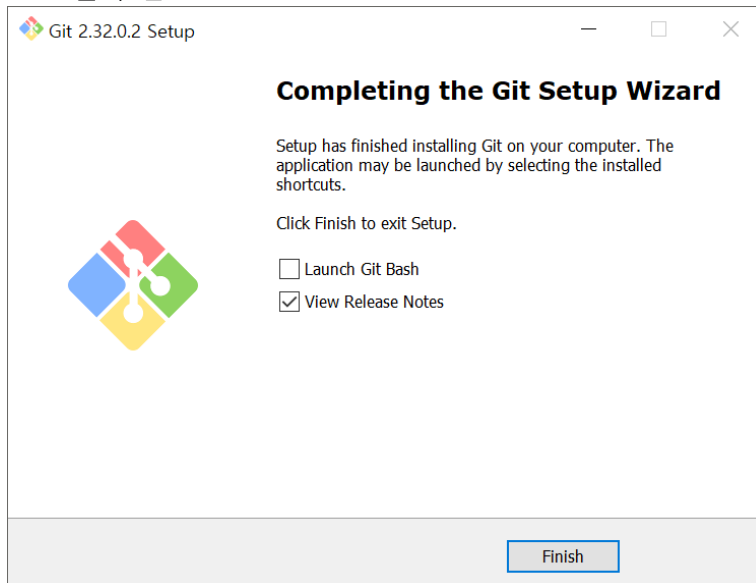 Git 2.32.0.2 Setup
Completing the Git Setup Wizard
Setup has finished installing Git on your computer. The
application may be launched by selecting the installed
shortcuts.
Click Finish to exit Setup.
Launch Git Bash
View Release Notes
Finish